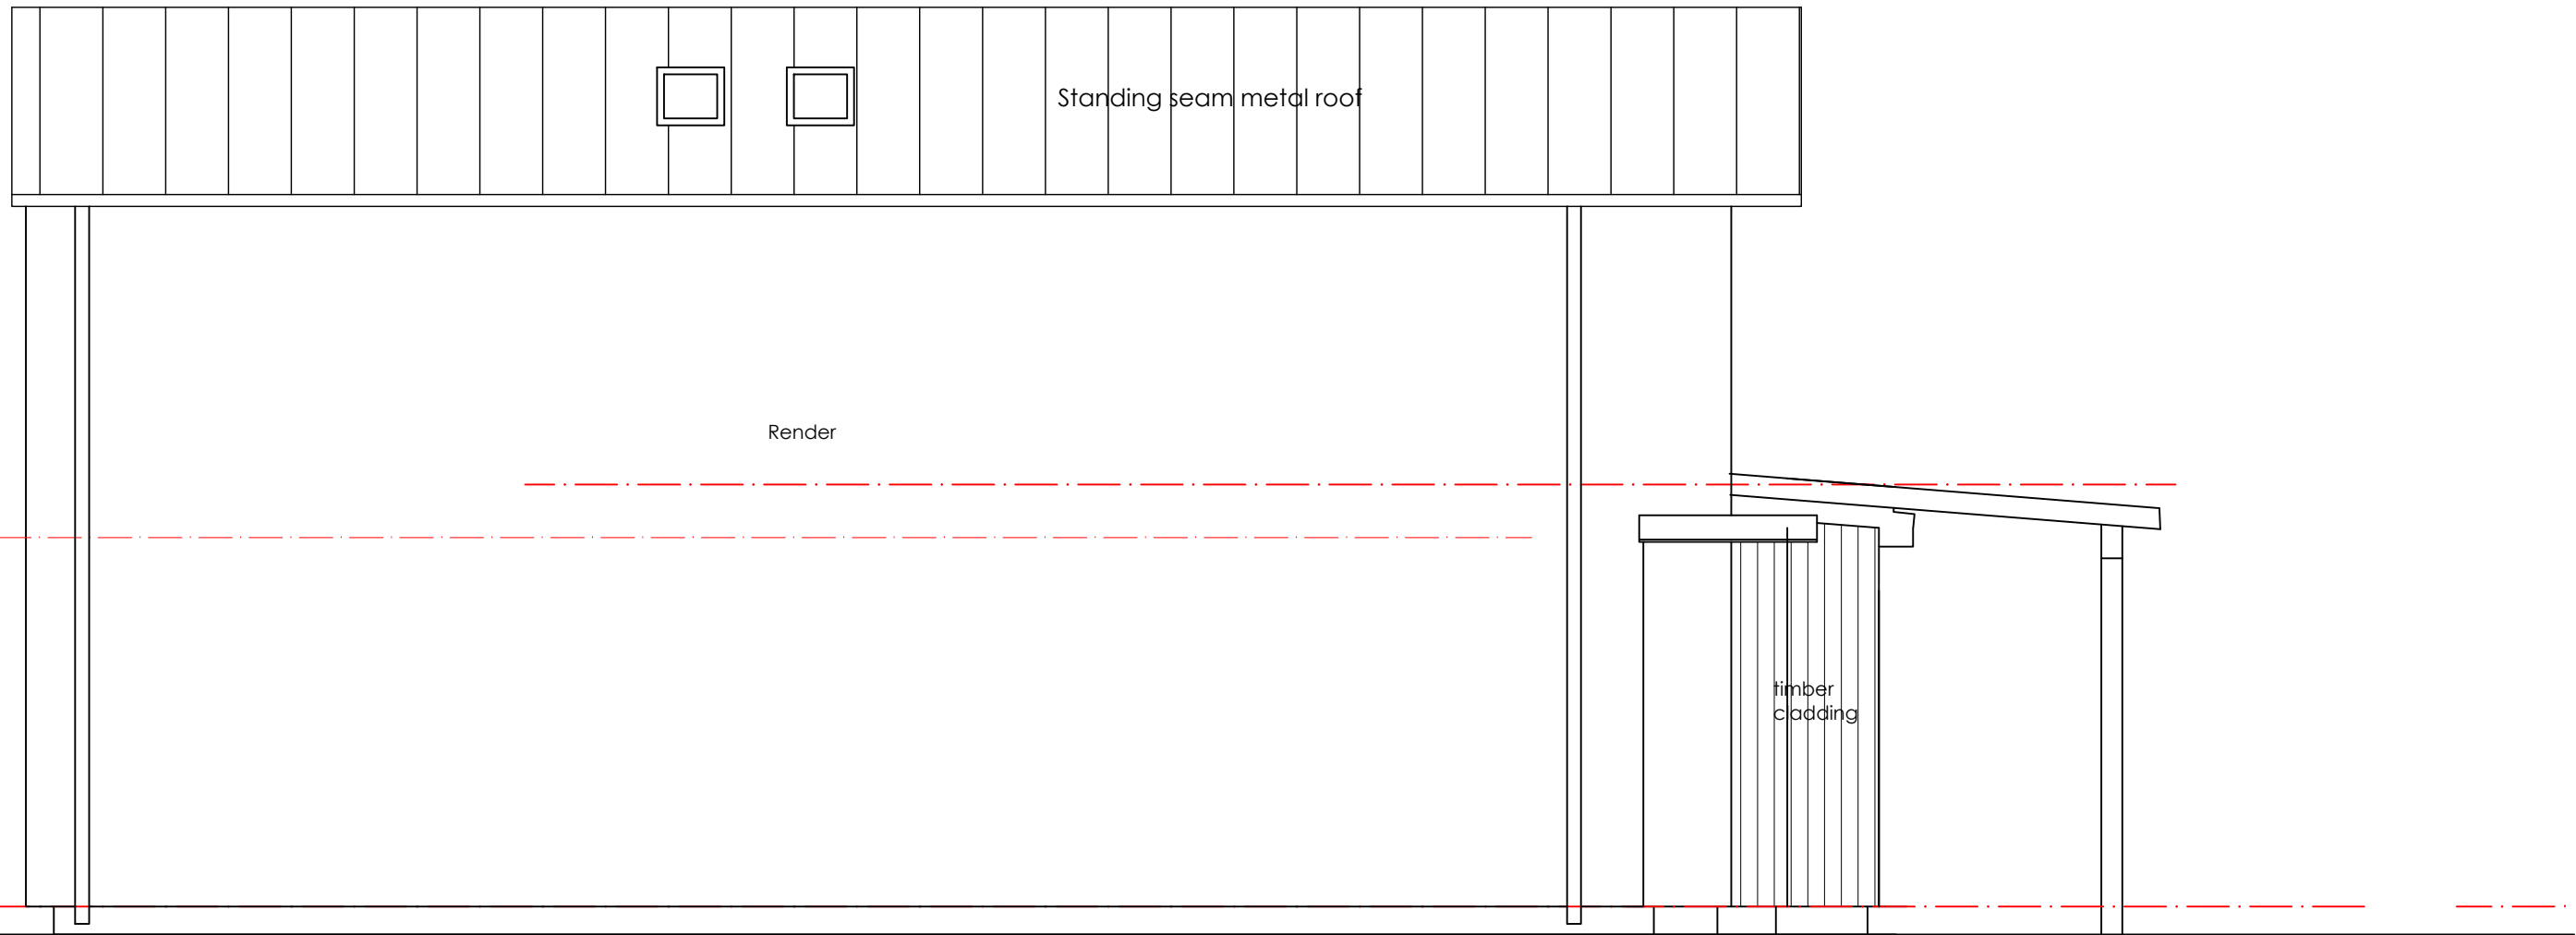 Standing seam metal roof
Render
timber
cladding